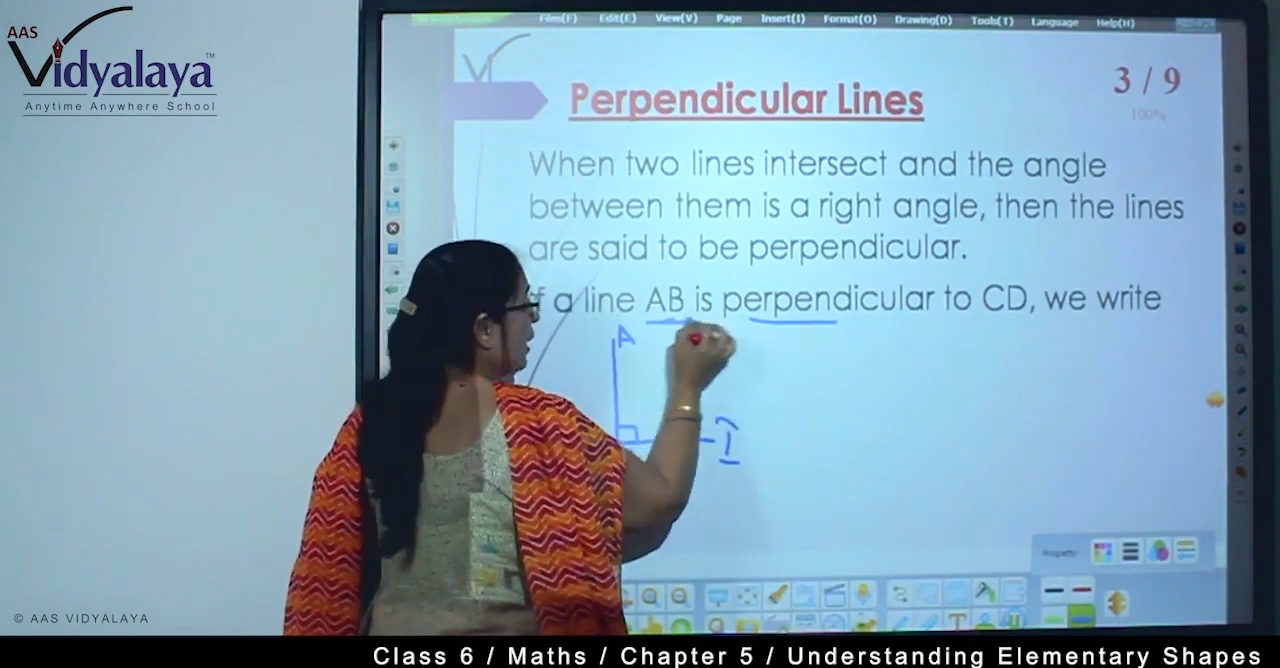 AAS
Vidyalaya™
Anytime Anywhere School
Files(F) Edit(E) View(V) Page Insert(I) Format(O) Drawing(D) Tools(T) Language Help(H)
Perpendicular Lines
3 / 9
100%
When two lines intersect and the angle
between them is a right angle, then the lines
are said to be perpendicular.
If a line AB is perpendicular to CD, we write
A
Property:
© AAS VIDYALAYA
Class 6 / Maths / Chapter 5 / Understanding Elementary Shapes